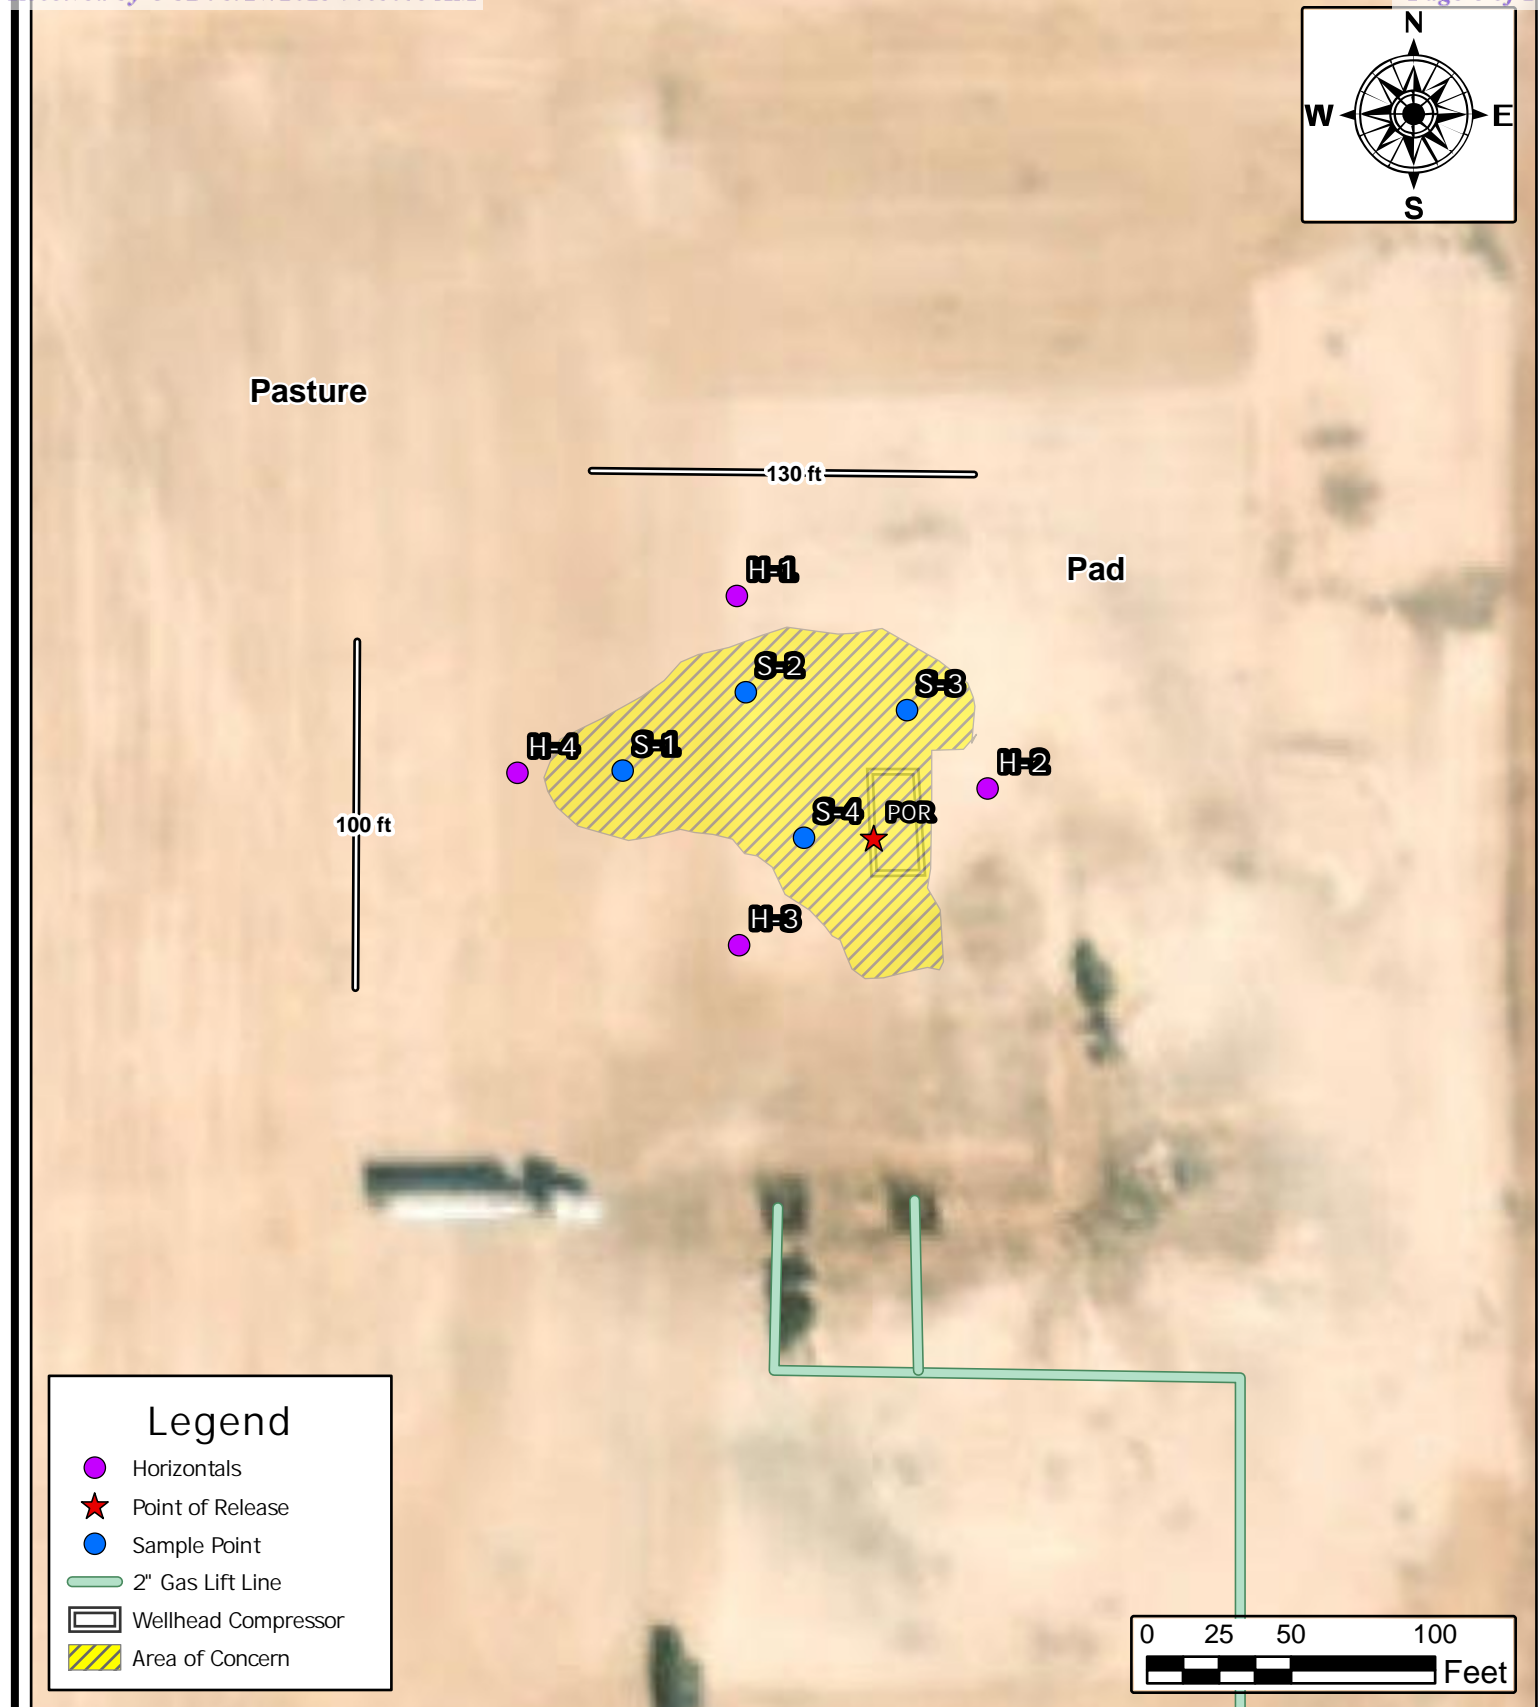 N
W E
S
Pasture
130 ft
Pad
H-1
S-2
S-3
H-4
S-1
H-2
S-4
POR
100 ft
H-3
Legend
Horizontals
Point of Release
Sample Point
2" Gas Lift Line
Wellhead Compressor
Area of Concern
0 25 50 100
Feet